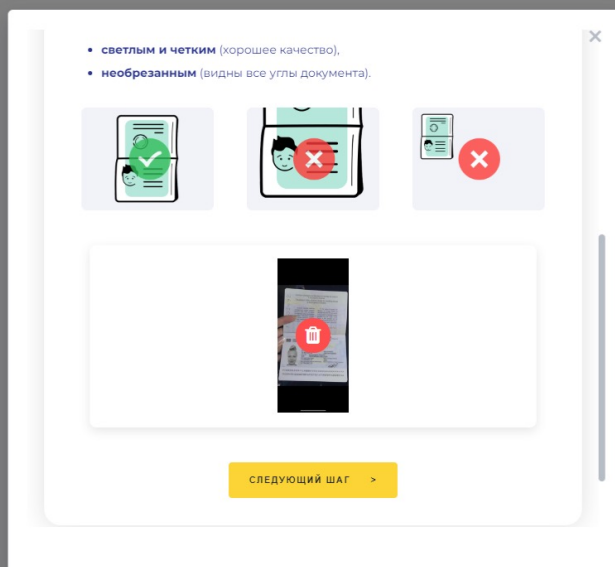 светлым и четким (хорошее качество),
необрезанным (видны все углы документа).
СЛЕДУЮЩИЙ ШАГ >